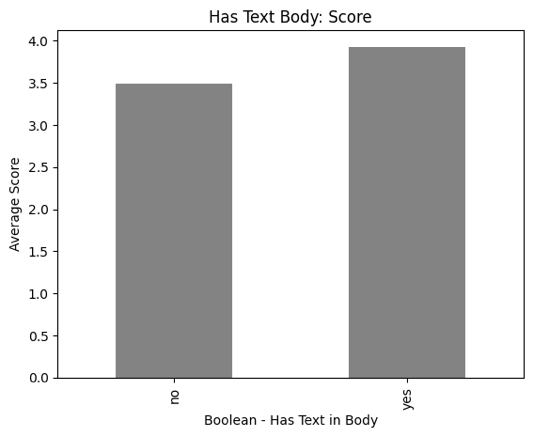 Has Text Body: Score
Average Score
4.0
3.5
3.0
2.5
2.0
1.5
1.0
0.5
0.0
no
yes
Boolean - Has Text in Body